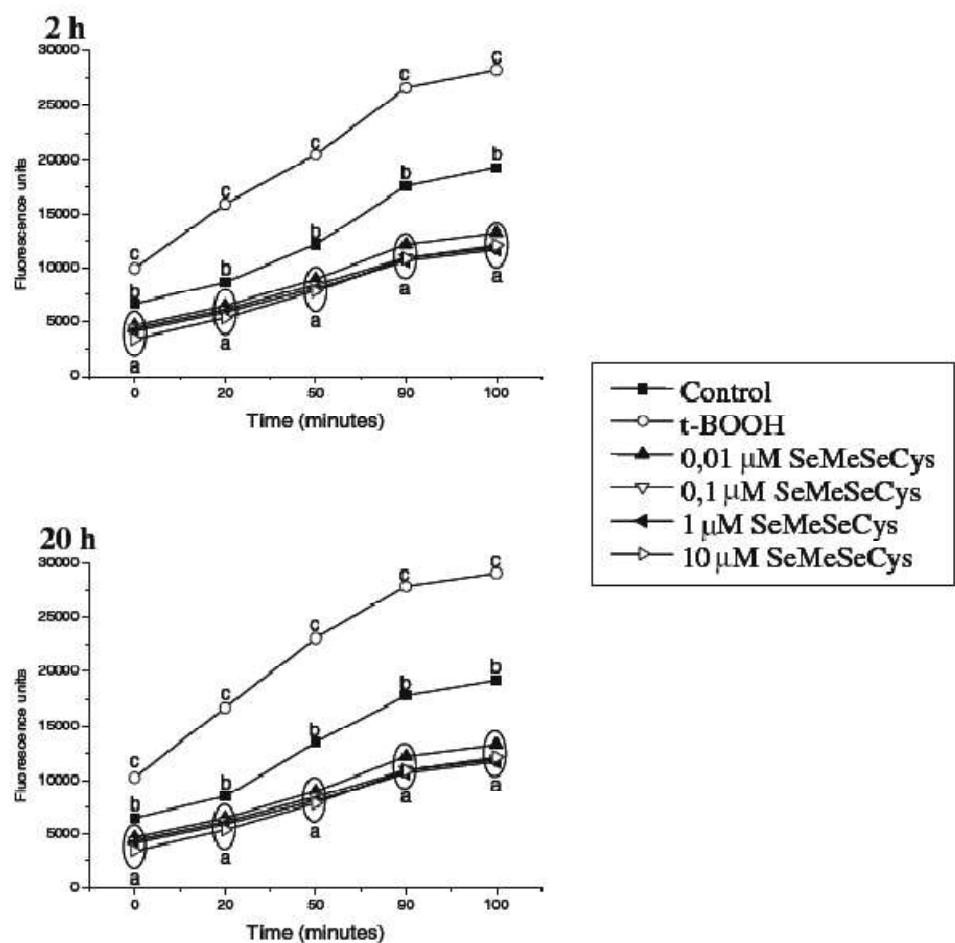 2 h
30000
c
c
25000
c
20000
b
b
c
15000
b
c
10000
b
b
a
a
5000
a
a
a
0
0 20 50 90 100
Fluorescence units
Time (minutes)
Control
t-BOOH
0,01 µM SeMeSeCys
0,1 µM SeMeSeCys
1 µM SeMeSeCys
10 µM SeMeSeCys
20 h
30000
c
c
25000
c
20000
b
c
b
15000
b
c
10000
b
b
a
a
5000
a
a
a
0
0 20 50 90 100
Fluorescence units
Time (minutes)